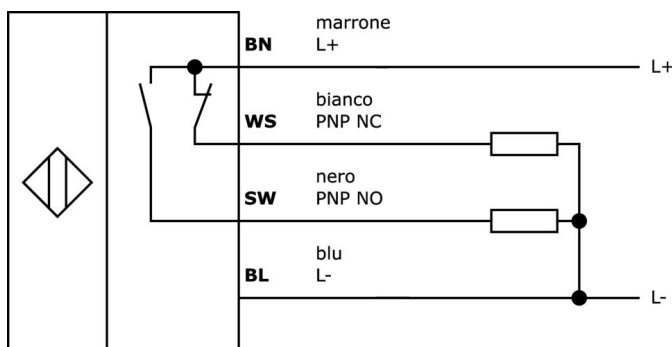 marrone
BN L+
L+
bianco
WS PNP NC
nero
SW PNP NO
blu
BL L-
L-